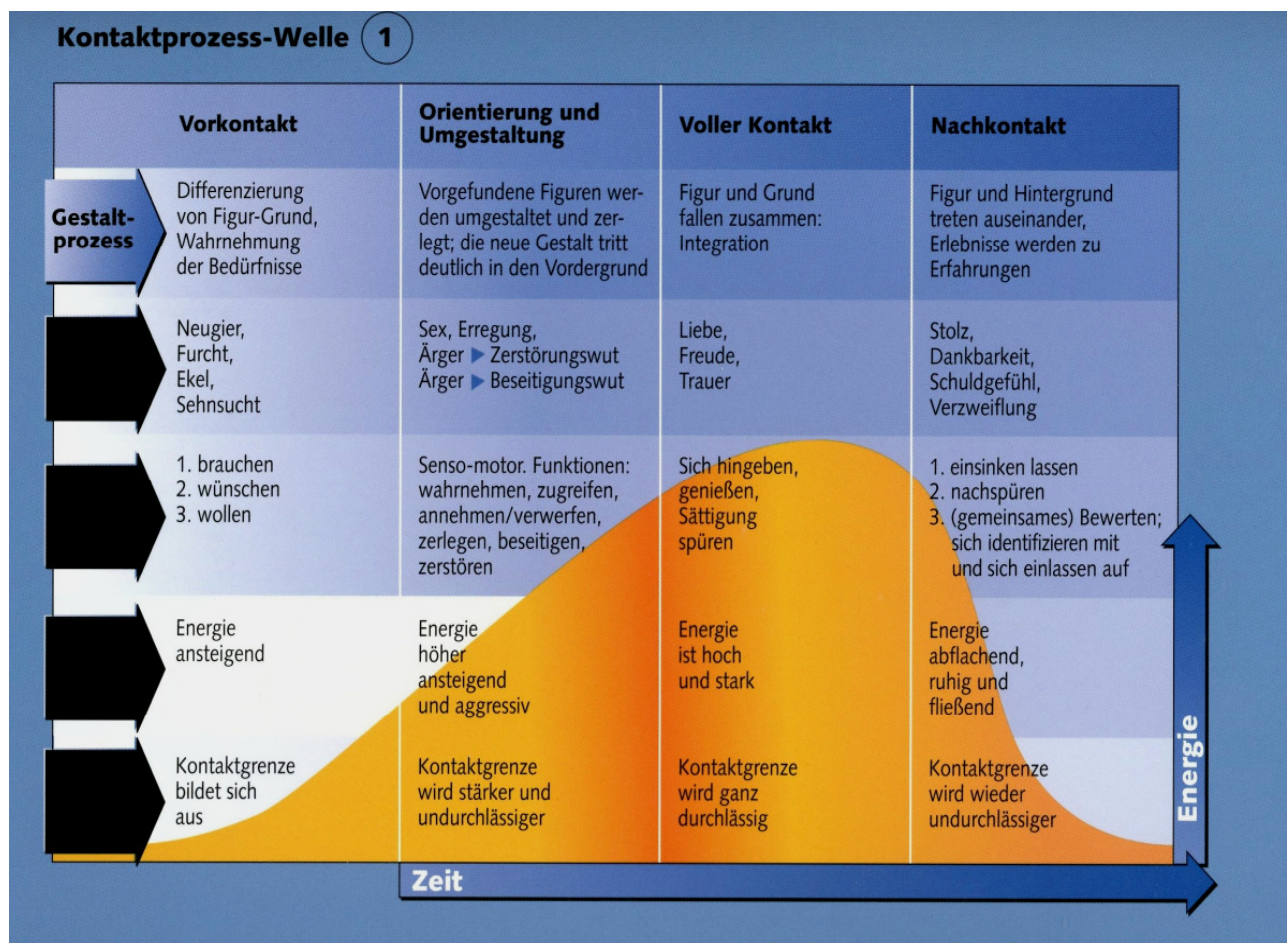 Kontaktprozess-Welle 1
Vorkontakt
Orientierung und
Umgestaltung
Voller Kontakt
Nachkontakt
Gestalt-
prozess
Differenzierung
von Figur-Grund,
Wahrnehmung
der Bedürfnisse
Vorgefundene Figuren wer-
den umgestaltet und zer-
legt; die neue Gestalt tritt
deutlich in den Vordergrund
Figur und Grund
fallen zusammen:
Integration
Figur und Hintergrund
treten auseinander,
Erlebnisse werden zu
Erfahrungen
Neugier,
Furcht,
Ekel,
Sehnsucht
Sex, Erregung,
Ärger ▶ Zerstörungswut
Ärger ▶ Beseitigungswut
Liebe,
Freude,
Trauer
Stolz,
Dankbarkeit,
Schuldgefühl,
Verzweiflung
1. brauchen
2. wünschen
3. wollen
Senso-motor. Funktionen:
wahrnehmen, zugreifen,
annehmen/verwerfen,
zerlegen, beseitigen,
zerstören
Sich hingeben,
genießen,
Sättigung
spüren
1. einsinken lassen
2. nachspüren
3. (gemeinsames) Bewerten;
sich identifizieren mit
und sich einlassen auf
Energie
ansteigend
Energie
höher
ansteigend
und aggressiv
Energie
ist hoch
und stark
Energie
abflachend,
ruhig und
fließend
Kontaktgrenze
bildet sich
aus
Kontaktgrenze
wird stärker und
undurchlässiger
Kontaktgrenze
wird ganz
durchlässig
Kontaktgrenze
wird wieder
undurchlässiger
Energie
Zeit